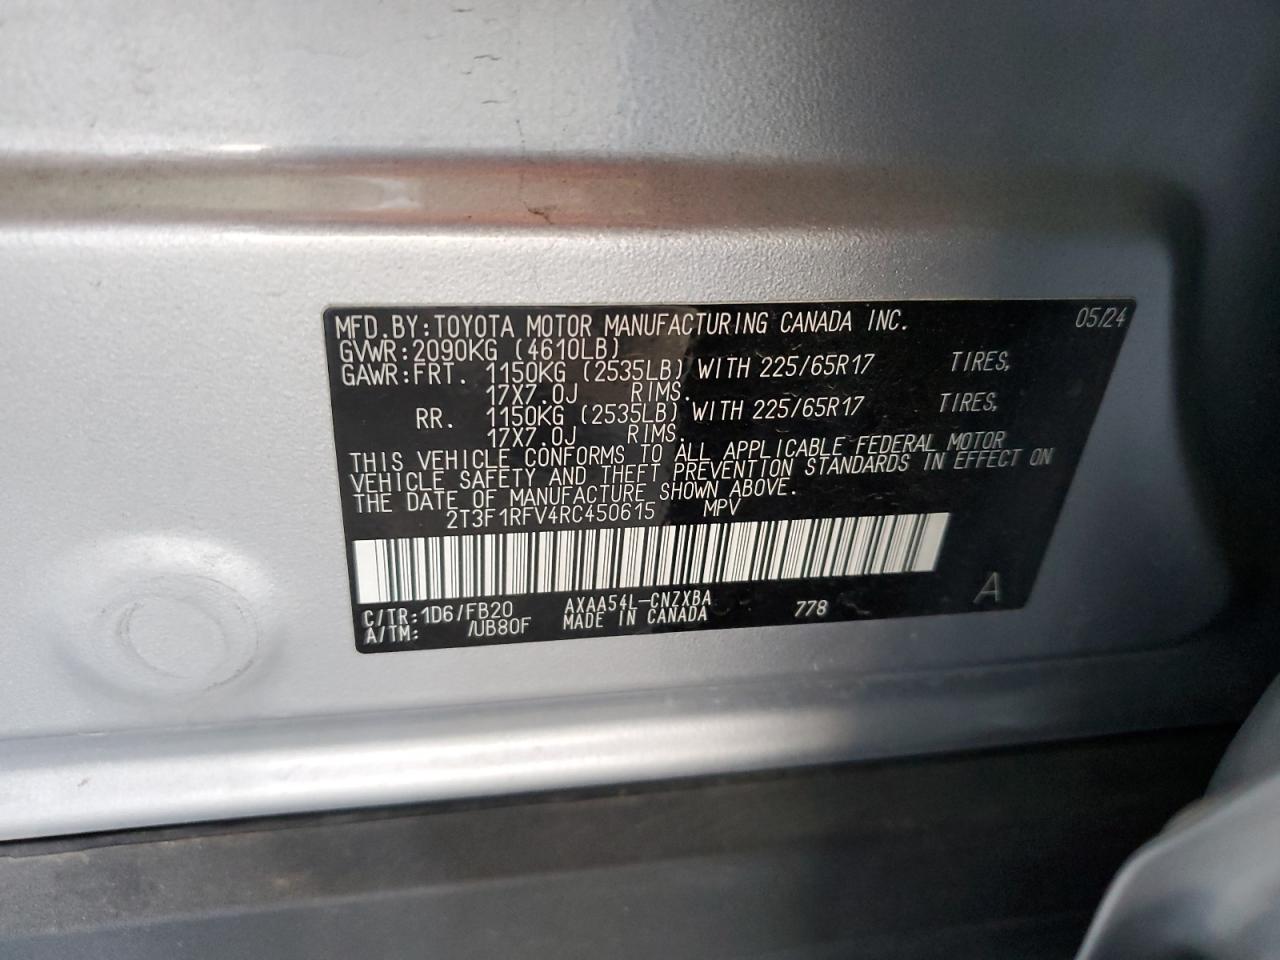 MFD.BY:TOYOTA MOTOR MANUFACTURING CANADA INC. 05/24
GVWR:2090KG (4610LB)
GAWR:FRT. 1150KG (2535LB) WITH 225/65R17 TIRES,
17X7.0J RIMS.
RR. 1150KG (2535LB) WITH 225/65R17 TIRES,
17X7.0J RIMS.
THIS VEHICLE CONFORMS TO ALL APPLICABLE FEDERAL MOTOR
VEHICLE SAFETY AND THEFT PREVENTION STANDARDS IN EFFECT ON
THE DATE OF MANUFACTURE SHOWN ABOVE.
2T3F1RFV4RC450615 MPV
C/TR:1D6/FB20 AXAA54L-CNZXBA 778 A
A/TM: /UB80F MADE IN CANADA